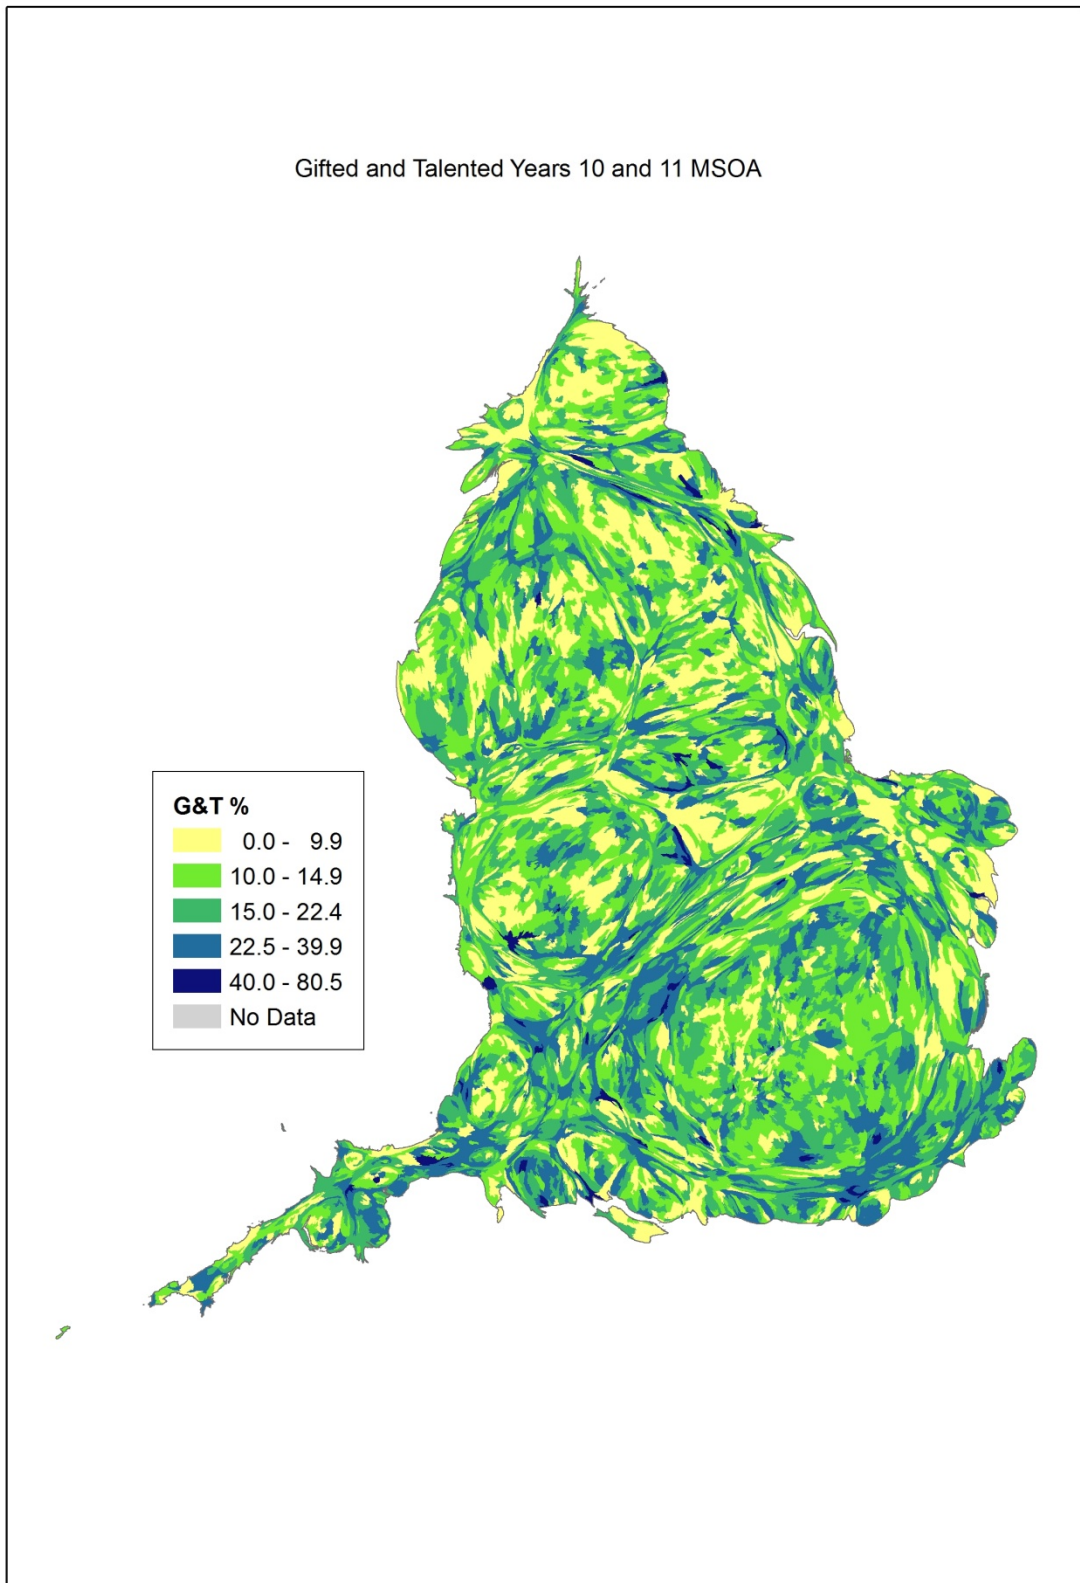 Gifted and Talented Years 10 and 11 MSOA
G&T %
0.0 - 9.9
10.0 - 14.9
15.0 - 22.4
22.5 - 39.9
40.0 - 80.5
No Data